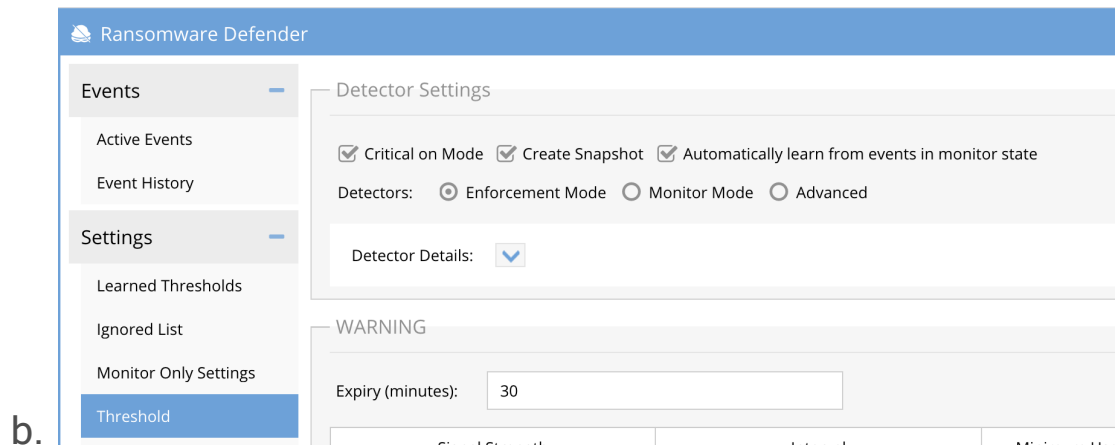 Ransomware Defender
Events
Active Events
Event History
Settings
Learned Thresholds
Ignored List
Monitor Only Settings
Threshold
b.
Detector Settings
Critical on Mode Create Snapshot Automatically learn from events in monitor state
Detectors: Enforcement Mode Monitor Mode Advanced
Detector Details:
WARNING
Expiry (minutes): 30